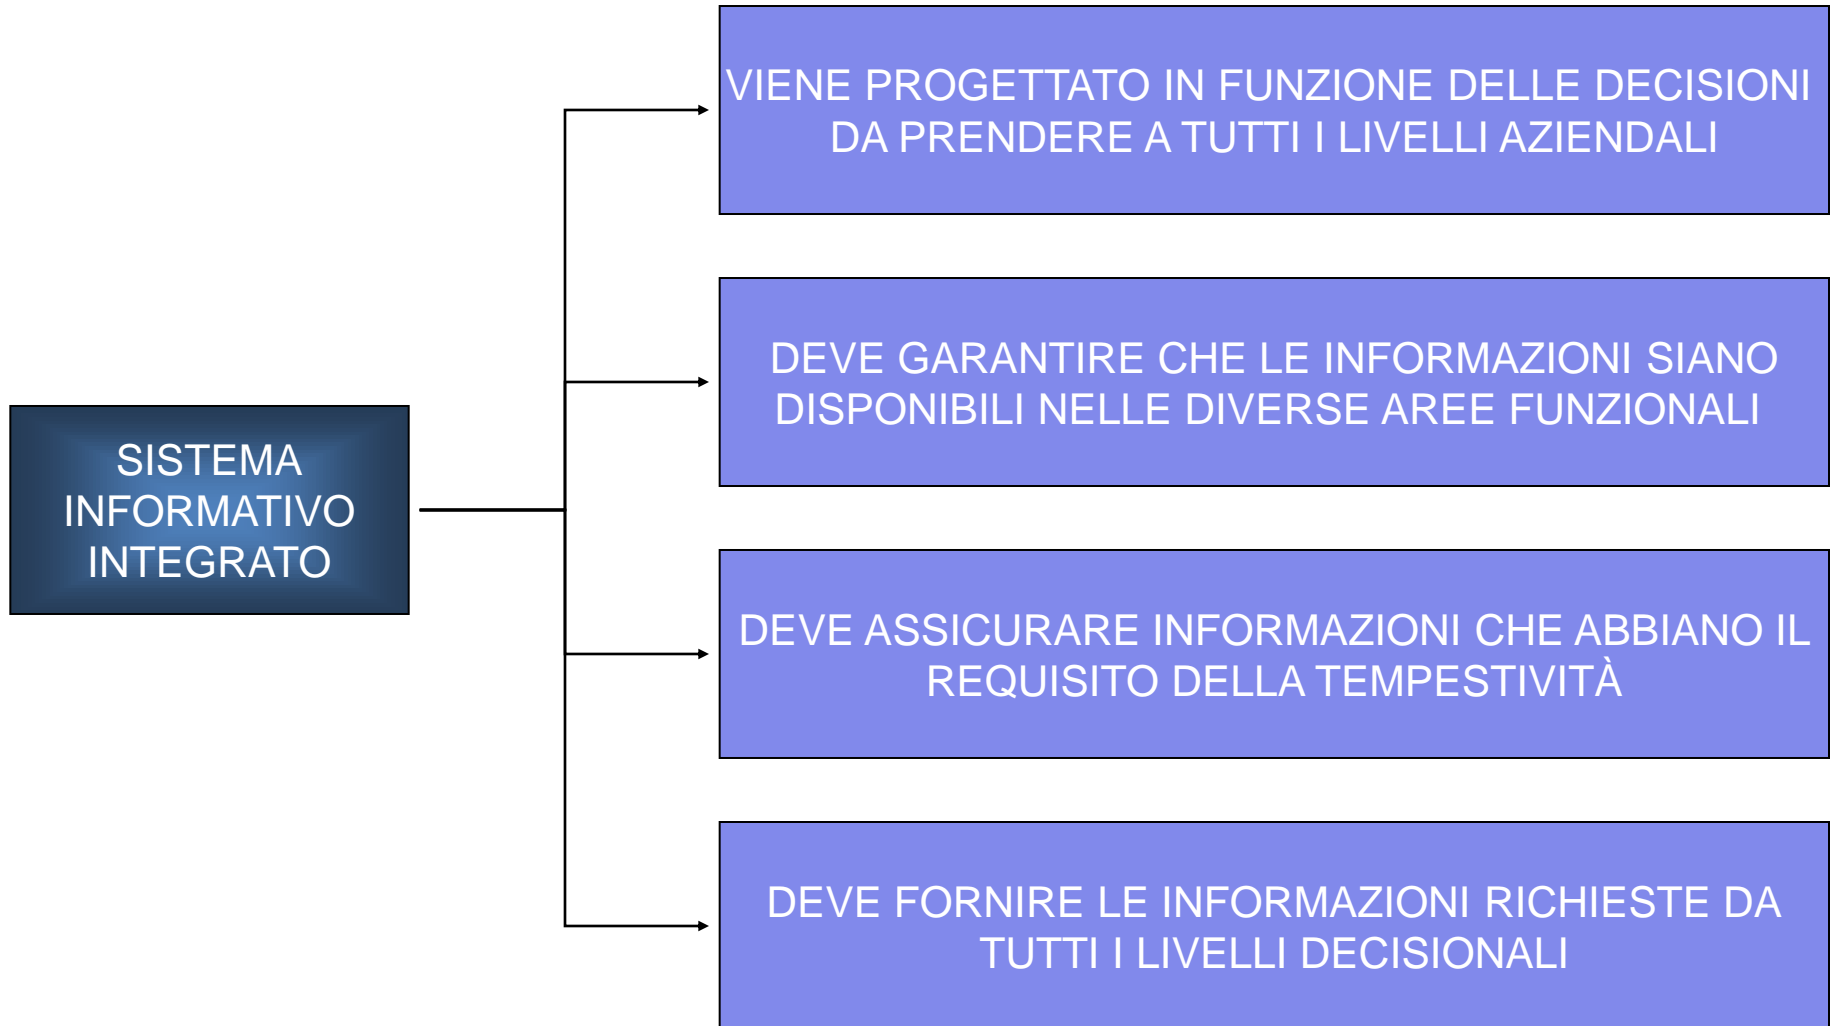 VIENE PROGETTATO IN FUNZIONE DELLE DECISIONI
DA PRENDERE A TUTTI I LIVELLI AZIENDALI
DEVE GARANTIRE CHE LE INFORMAZIONI SIANO
DISPONIBILI NELLE DIVERSE AREE FUNZIONALI
SISTEMA
INFORMATIVO
INTEGRATO
DEVE ASSICURARE INFORMAZIONI CHE ABBIANO IL
REQUISITO DELLA TEMPESTIVITÀ
DEVE FORNIRE LE INFORMAZIONI RICHIESTE DA
TUTTI I LIVELLI DECISIONALI